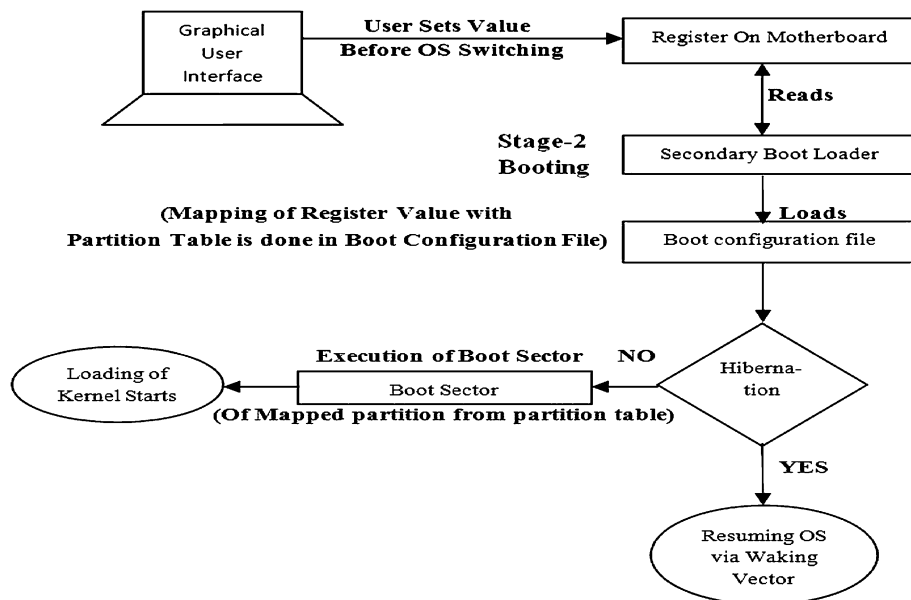 Graphical
User
Interface
User Sets Value
Before OS Switching
Register On Motherboard
Reads
Stage-2
Booting
Secondary Boot Loader
(Mapping of Register Value with
Partition Table is done in Boot Configuration File)
Loads
Boot configuration file
Hiberna-
tion
NO
Execution of Boot Sector
Boot Sector
(Of Mapped partition from partition table)
Loading of
Kernel Starts
YES
Resuming OS
via Waking
Vector